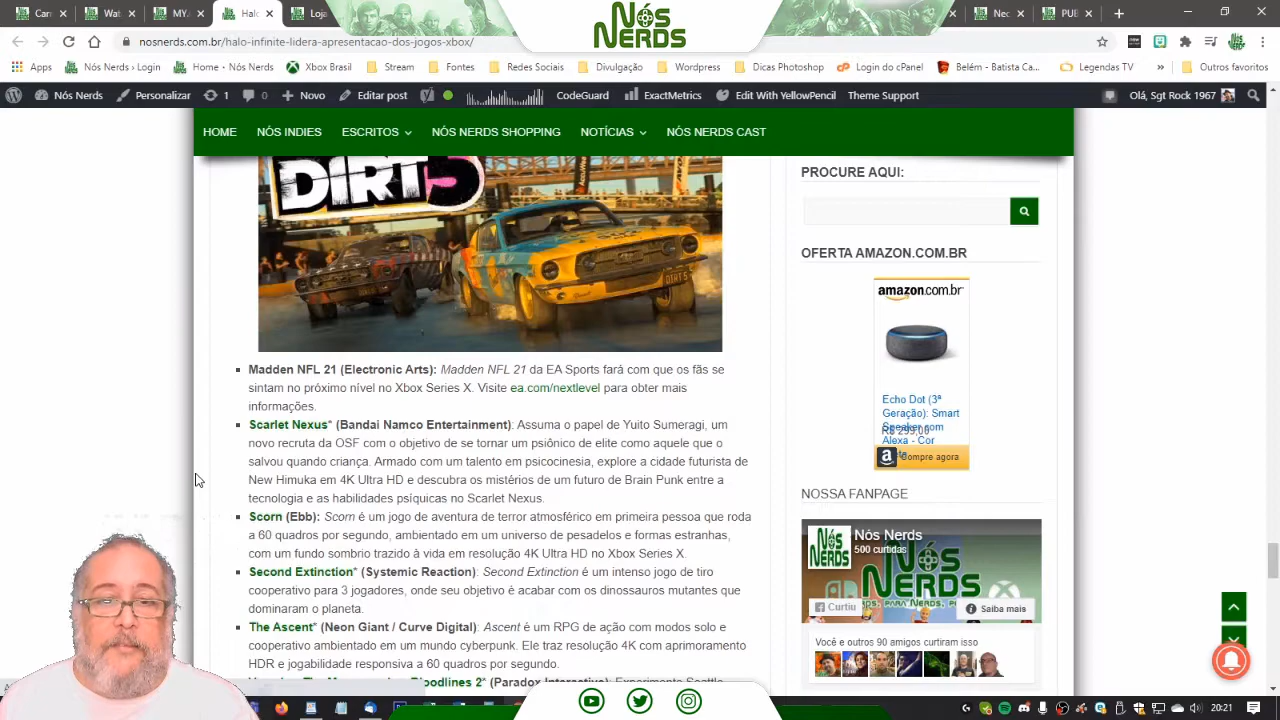 Nós
NERDS
nosnerds.com.br/halo-infinite-lidera-apresentacao-dos-jogos-xbox/
Apps
Nós Nerds › Login
Home · Nós Nerds
Xbox Brasil
Stream
Fontes
Redes Sociais
Divulgação
Wordpress
Dicas Photoshop
Login do cPanel
Belém - Batista Ca...
Legendas TV
»
Outros favoritos
Nós Nerds
Personalizar
1
0
Novo
Editar post
CodeGuard
ExactMetrics
Edit With YellowPencil
Theme Support
Olá, Sgt Rock 1967
HOME
NÓS INDIES
ESCRITOS
NÓS NERDS SHOPPING
NOTÍCIAS
NÓS NERDS CAST
DIRT5
DIRT5
Madden NFL 21 (Electronic Arts): Madden NFL 21 da EA Sports fará com que os fãs se
sintam no próximo nível no Xbox Series X. Visite ea.com/nextlevel para obter mais
informações.
Scarlet Nexus* (Bandai Namco Entertainment): Assuma o papel de Yuito Sumeragi, um
novo recruta da OSF com o objetivo de se tornar um psiônico de elite como aquele que o
salvou quando criança. Armado com um talento em psicocinesia, explore a cidade futurista de
New Himuka em 4K Ultra HD e descubra os mistérios de um futuro de Brain Punk entre a
tecnologia e as habilidades psíquicas no Scarlet Nexus.
Scorn (Ebb): Scorn é um jogo de aventura de terror atmosférico em primeira pessoa que roda
a 60 quadros por segundo, ambientado em um universo de pesadelos e formas estranhas,
com um fundo sombrio trazido à vida em resolução 4K Ultra HD no Xbox Series X.
Second Extinction* (Systemic Reaction): Second Extinction é um intenso jogo de tiro
cooperativo para 3 jogadores, onde seu objetivo é acabar com os dinossauros mutantes que
dominaram o planeta.
The Ascent* (Neon Giant / Curve Digital): Ascent é um RPG de ação com modos solo e
cooperativo ambientado em um mundo cyberpunk. Ele traz resolução 4K com aprimoramento
HDR e jogabilidade responsiva a 60 quadros por segundo.
Bloodlines 2* (Paradox Interactive): Experimente Seattle
PROCURE AQUI:
OFERTA AMAZON.COM.BR
amazon.com.br
Echo Dot (3ª
Geração): Smart
Speaker com
Alexa - Cor
R$ 299,00
Compre agora
NOSSA FANPAGE
Nós Nerds
500 curtidas
Curtiu
Saiba mais
Você e outros 90 amigos curtiram isso
20:21